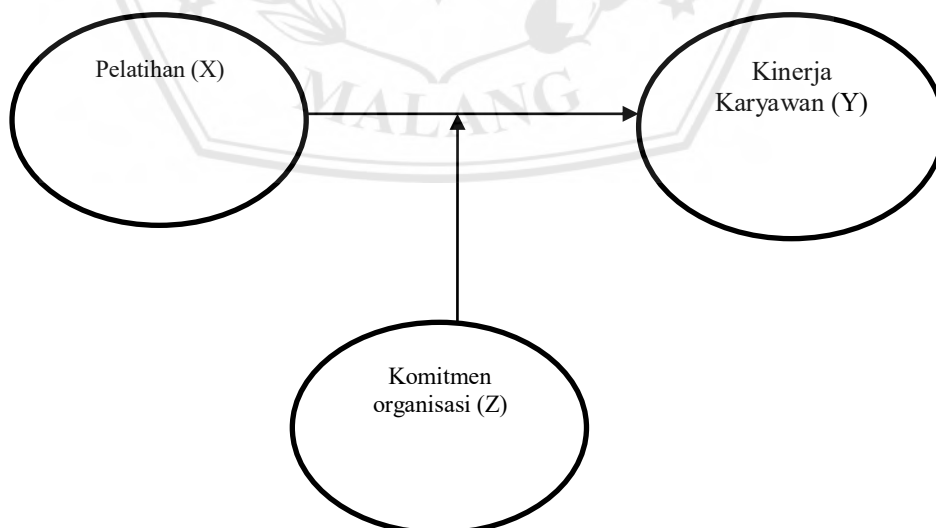 Pelatihan (X)
Kinerja
Karyawan (Y)
MALANG
Komitmen
organisasi (Z)